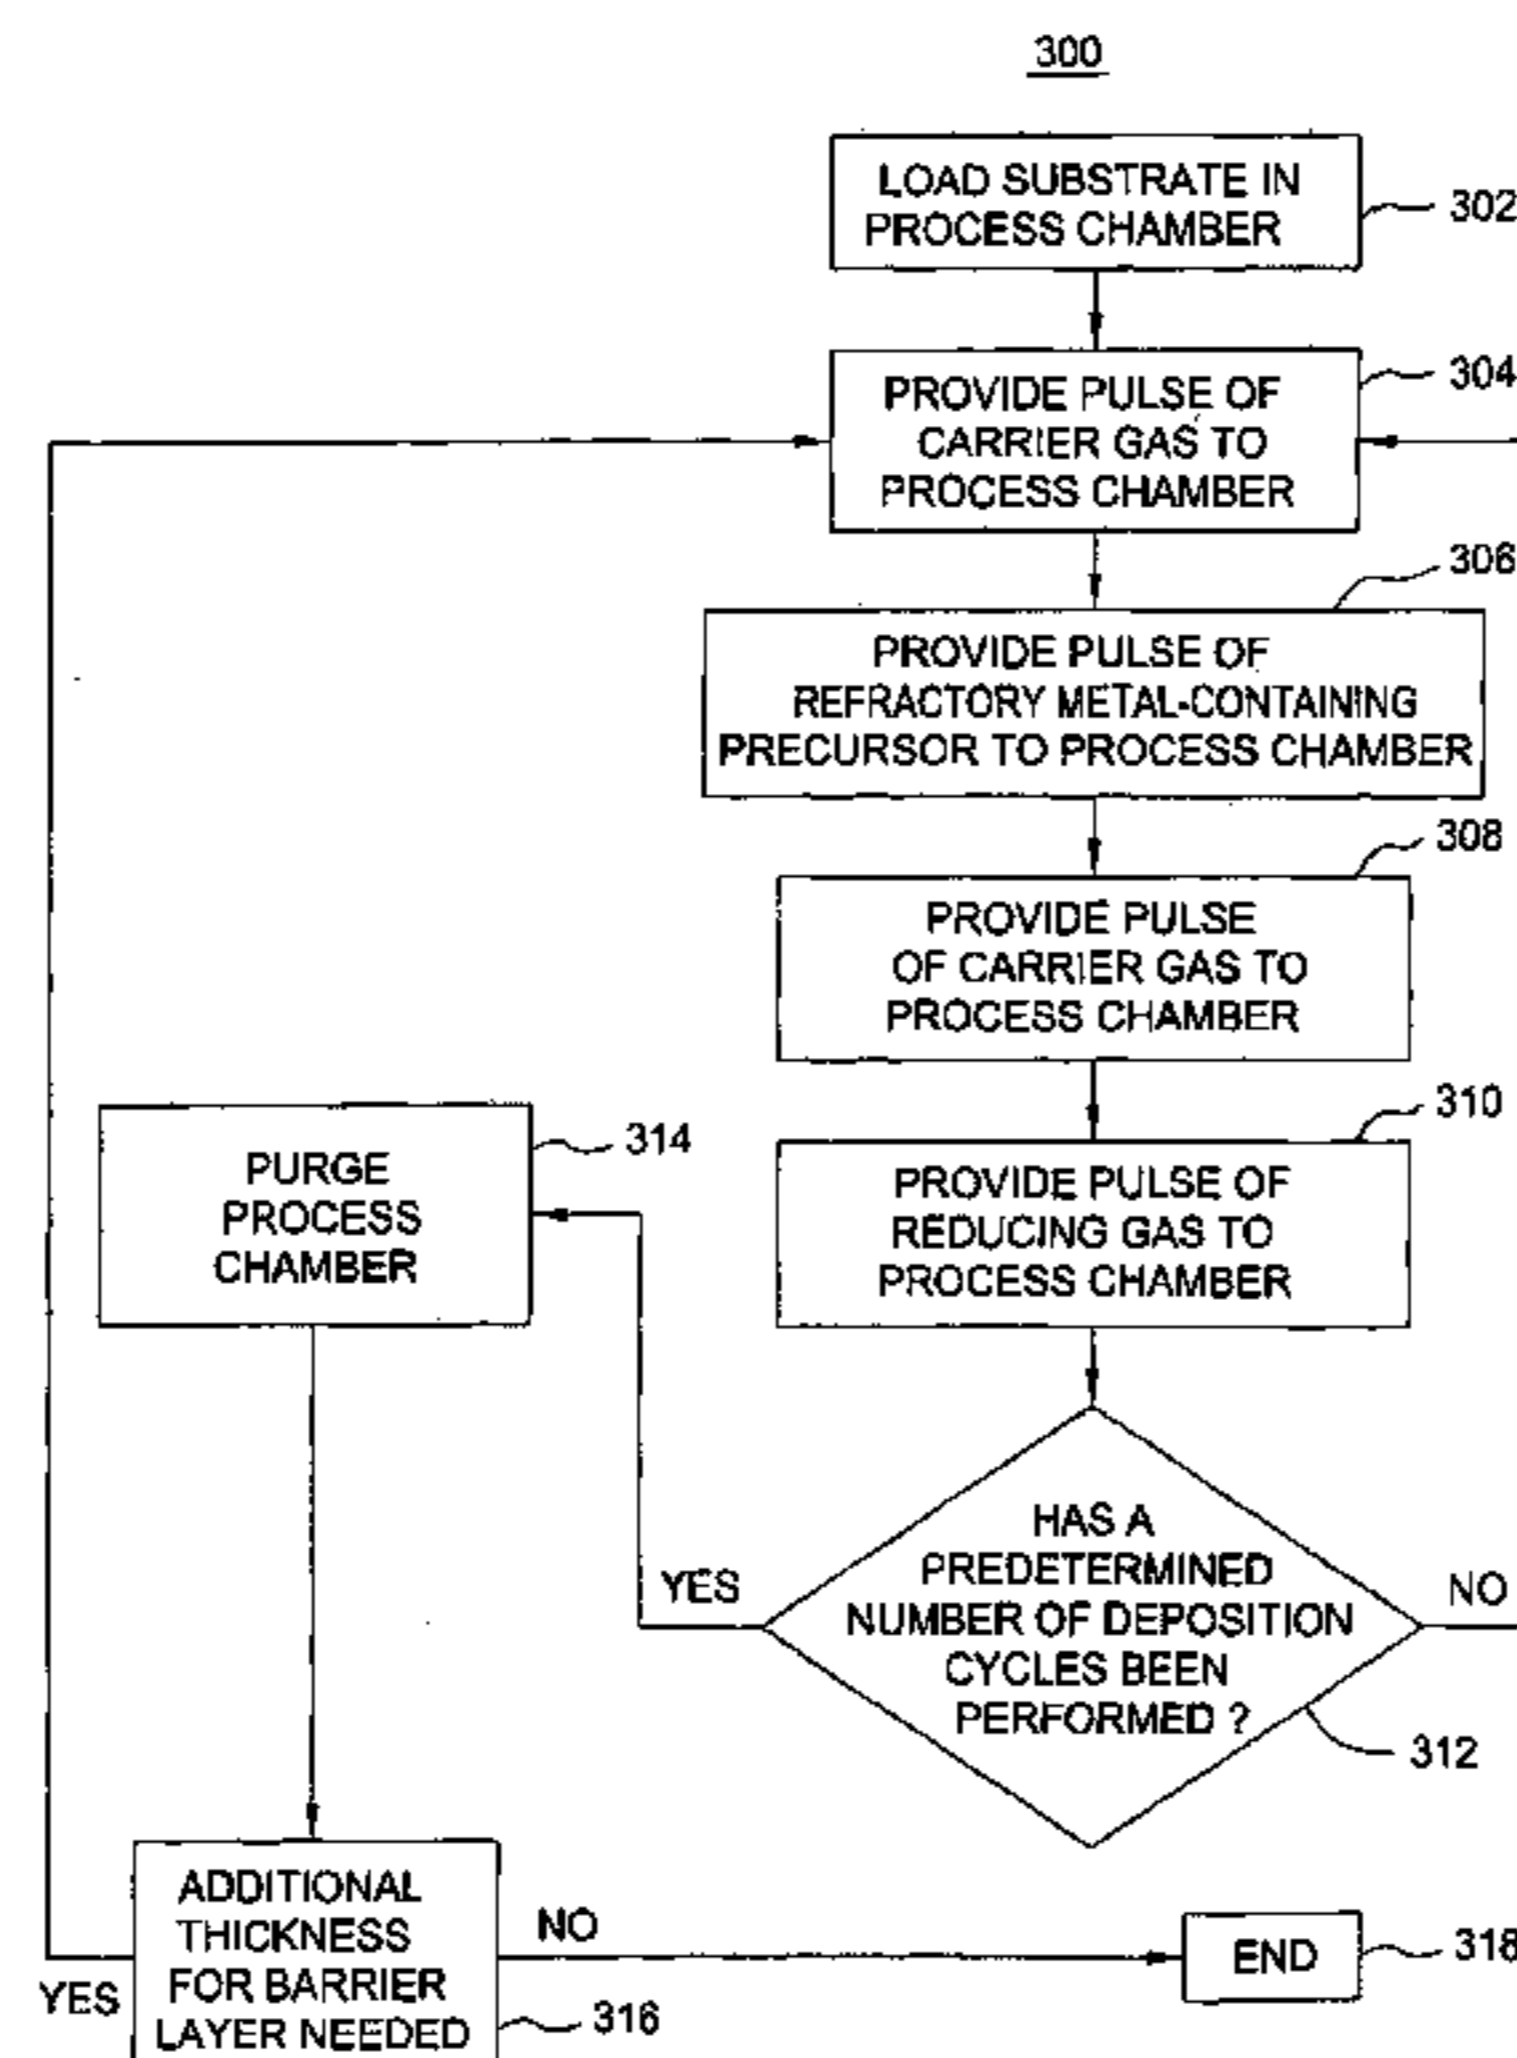 300
LOAD SUBSTRATE IN
PROCESS CHAMBER
302
PROVIDE PULSE OF
CARRIER GAS TO
PROCESS CHAMBER
304
306
PROVIDE PULSE OF
REFRACTORY METAL-CONTAINING
PRECURSOR TO PROCESS CHAMBER
308
PROVIDE PULSE
OF CARRIER GAS TO
PROCESS CHAMBER
310
PROVIDE PULSE OF
REDUCING GAS TO
PROCESS CHAMBER
314
PURGE
PROCESS
CHAMBER
HAS A
PREDETERMINED
NUMBER OF DEPOSITION
CYCLES BEEN
PERFORMED ?
YES
NO
312
ADDITIONAL
THICKNESS
FOR BARRIER
LAYER NEEDED
YES
NO
316
END
318